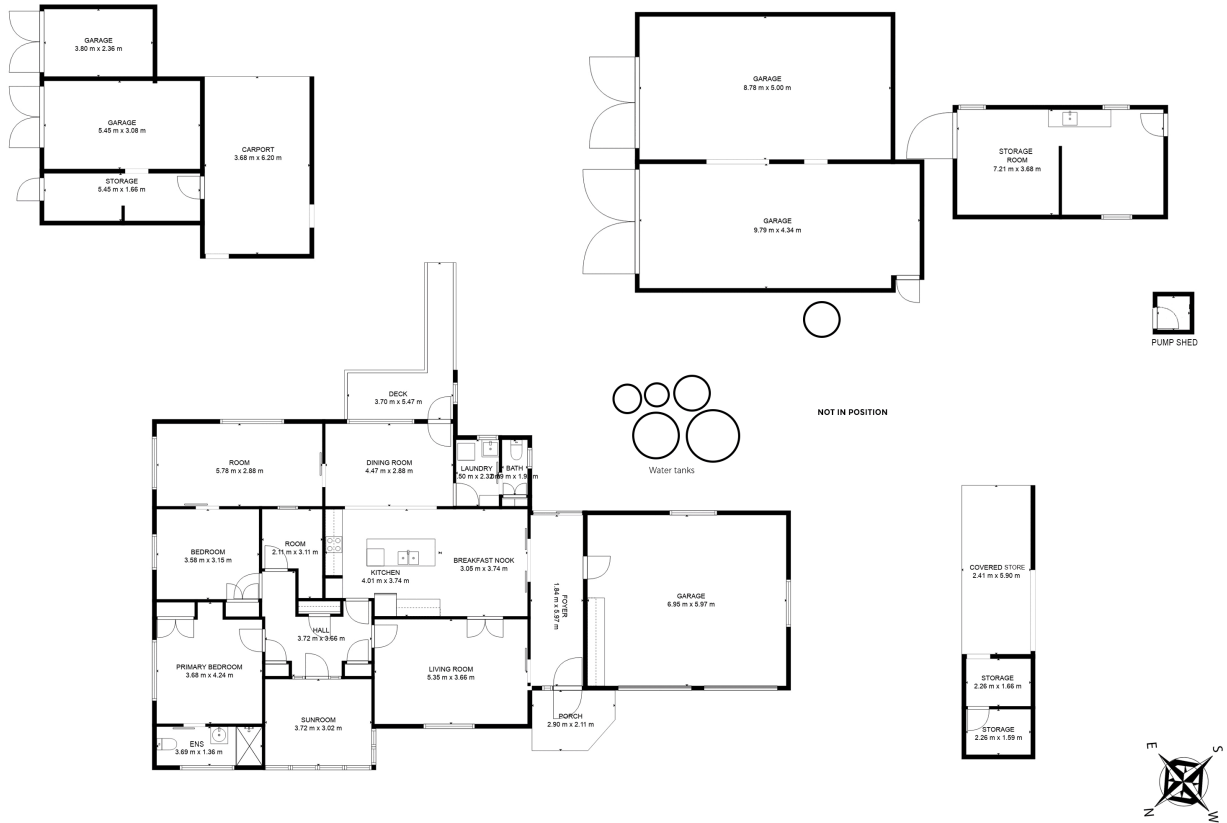 GARAGE
3.80 m x 2.36 m
GARAGE
5.45 m x 3.08 m
STORAGE
5.45 m x 1.66 m
CARPORT
3.68 m x 6.20 m
GARAGE
8.78 m x 5.00 m
GARAGE
9.79 m x 4.34 m
STORAGE
ROOM
7.21 m x 3.68 m
PUMP SHED
NOT IN POSITION
Water tanks
DECK
3.70 m x 5.47 m
ROOM
5.78 m x 2.88 m
DINING ROOM
4.47 m x 2.88 m
LAUNDRY
BATH
BEDROOM
3.58 m x 3.15 m
ROOM
2.11 m x 3.11 m
KITCHEN
4.01 m x 3.74 m
BREAKFAST NOOK
3.05 m x 3.74 m
FOYER
1.84 m x 5.97 m
GARAGE
6.95 m x 5.97 m
HALL
3.72 m x 3.66 m
PRIMARY BEDROOM
3.68 m x 4.24 m
LIVING ROOM
5.35 m x 3.66 m
SUNROOM
3.72 m x 3.02 m
PORCH
2.90 m x 2.11 m
ENS
3.69 m x 1.36 m
COVERED STORE
2.41 m x 5.90 m
STORAGE
2.26 m x 1.66 m
STORAGE
2.26 m x 1.59 m
E
S
N
W